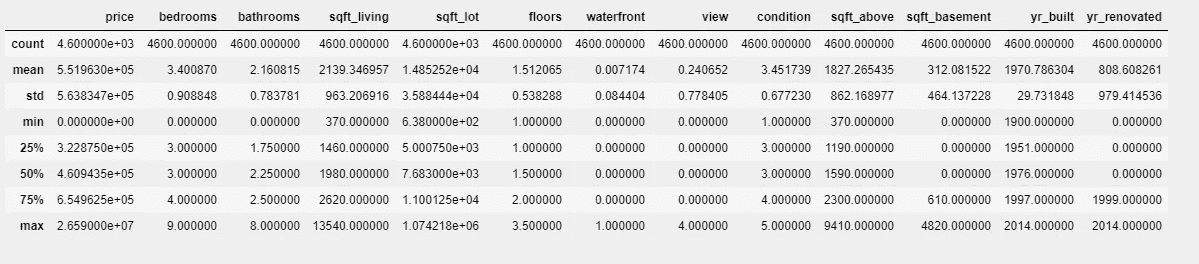 price bedrooms bathrooms sqft_living sqft_lot floors waterfront view condition sqft_above sqft_basement yr_built yr_renovated
count 4.600000e+03 4600.000000 4600.000000 4600.000000 4.600000e+03 4600.000000 4600.000000 4600.000000 4600.000000 4600.000000 4600.000000 4600.000000 4600.000000
mean 5.519630e+05 3.400870 2.160815 2139.346957 1.485252e+04 1.512065 0.007174 0.240652 3.451739 1827.265435 312.081522 1970.786304 808.608261
std 5.638347e+05 0.908848 0.783781 963.206916 3.588444e+04 0.538288 0.084404 0.778405 0.677230 862.168977 464.137228 29.731848 979.414536
min 0.000000e+00 0.000000 0.000000 370.000000 6.380000e+02 1.000000 0.000000 0.000000 1.000000 370.000000 0.000000 1900.000000 0.000000
25% 3.228750e+05 3.000000 1.750000 1460.000000 5.000750e+03 1.000000 0.000000 0.000000 3.000000 1190.000000 0.000000 1951.000000 0.000000
50% 4.609435e+05 3.000000 2.250000 1980.000000 7.683000e+03 1.500000 0.000000 0.000000 3.000000 1590.000000 0.000000 1976.000000 0.000000
75% 6.549625e+05 4.000000 2.500000 2620.000000 1.100125e+04 2.000000 0.000000 0.000000 4.000000 2300.000000 610.000000 1997.000000 1999.000000
max 2.659000e+07 9.000000 8.000000 13540.000000 1.074218e+06 3.500000 1.000000 4.000000 5.000000 9410.000000 4820.000000 2014.000000 2014.000000